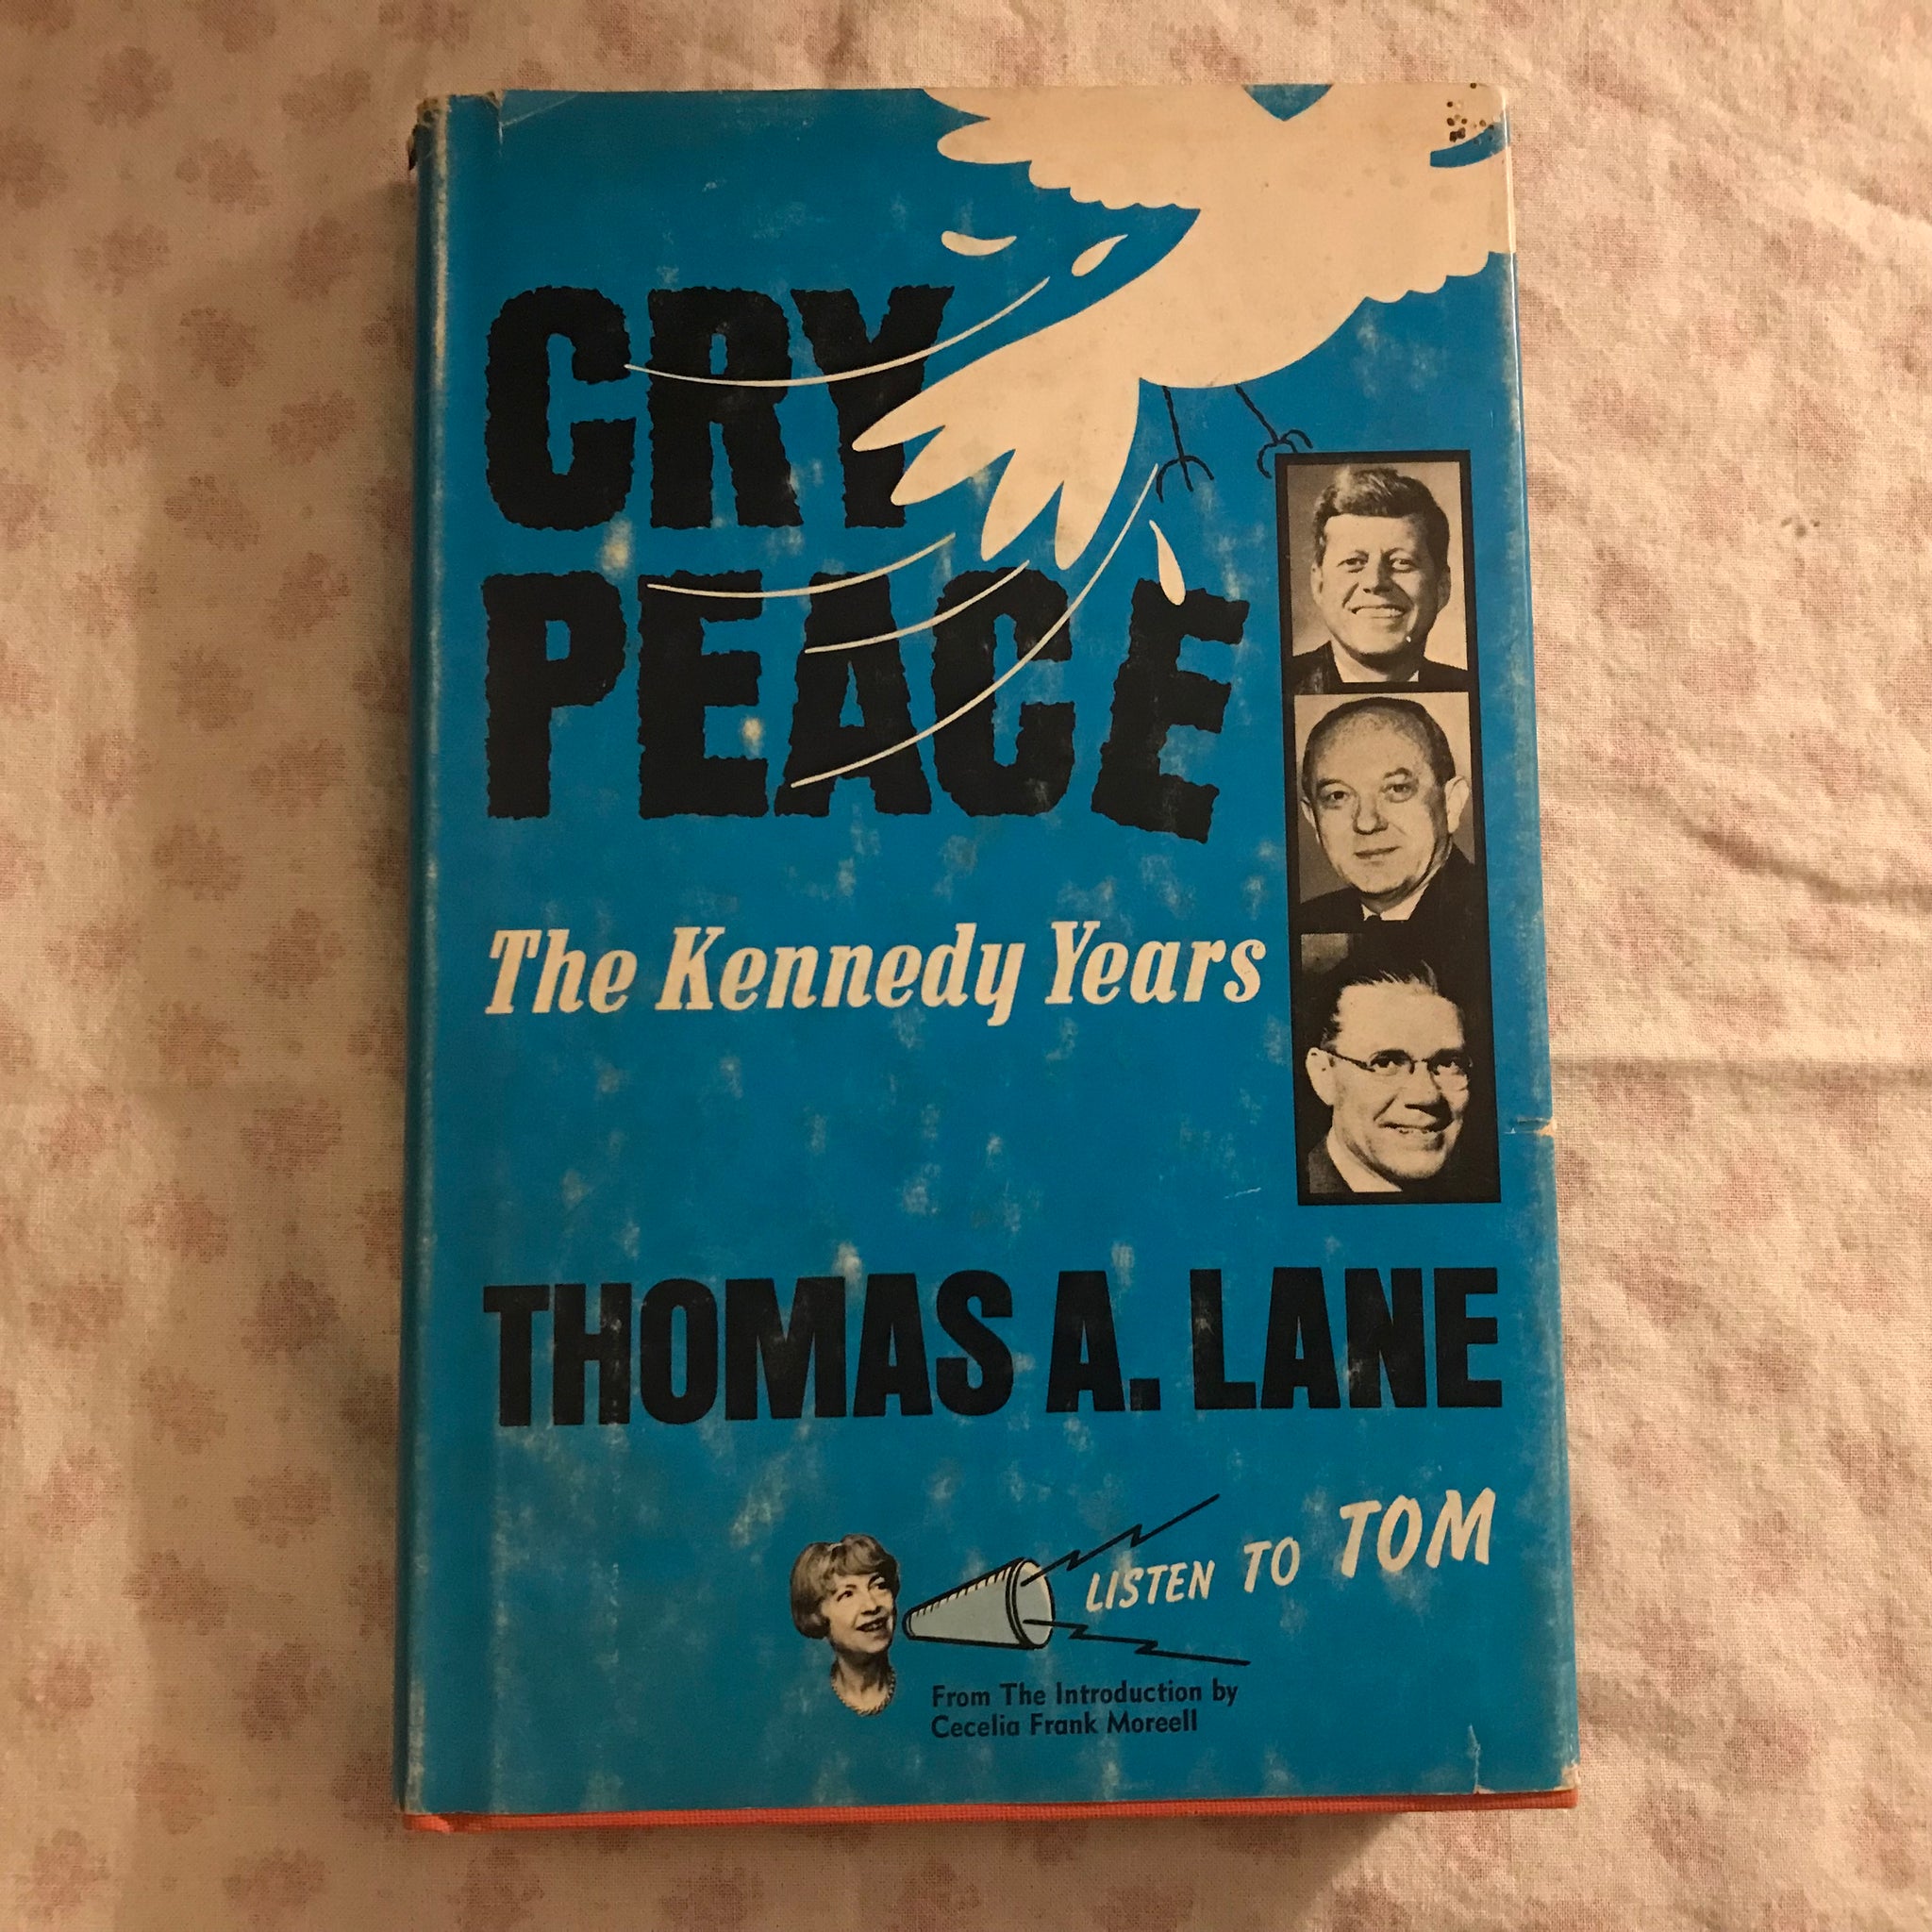 CRY
PEACE
The Kennedy Years
THOMAS A. LANE
LISTEN TO TOM
From The Introduction by
Cecelia Frank Moreell